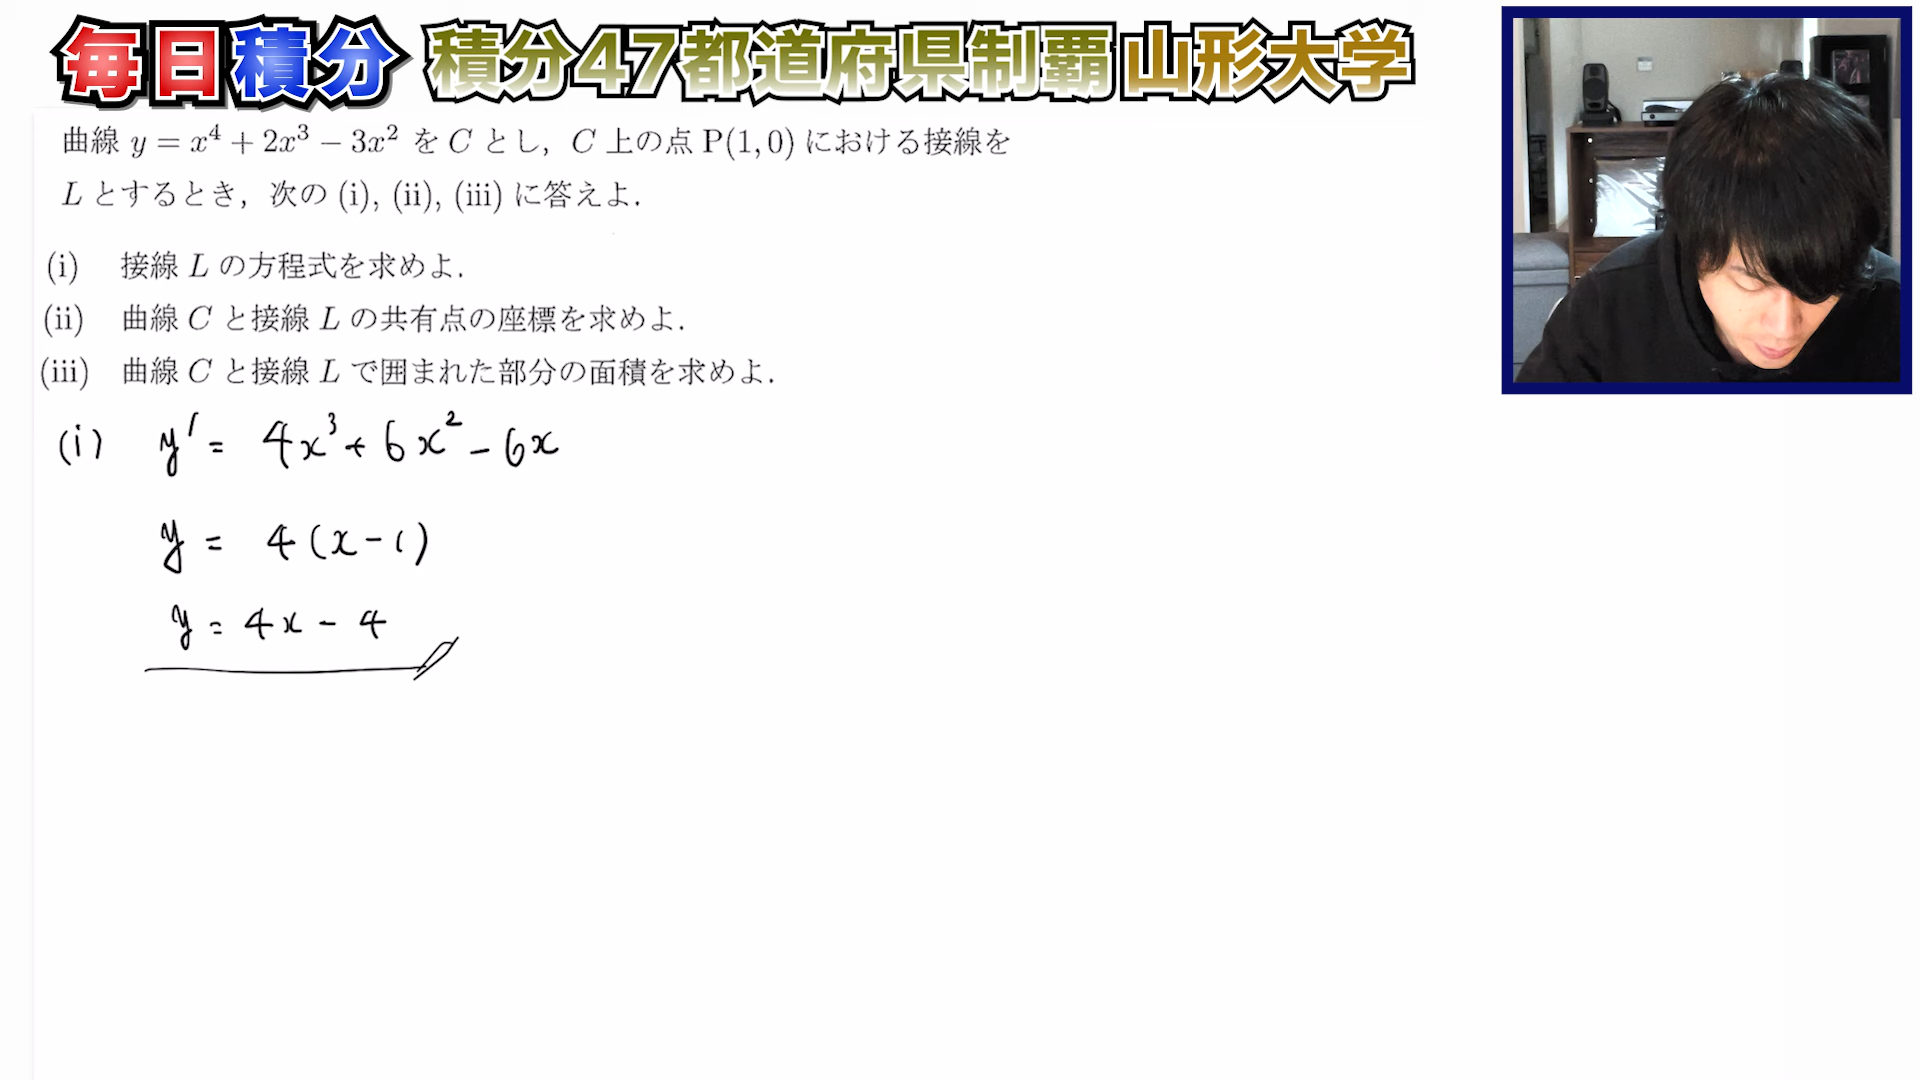 毎日積分 積分47都道府県制覇山形大学
曲線 y = x⁴ + 2x³ − 3x² を C とし, C 上の点 P(1, 0) における接線を
L とするとき, 次の (i), (ii), (iii) に答えよ.
(i) 接線 L の方程式を求めよ.
(ii) 曲線 C と接線 L の共有点の座標を求めよ.
(iii) 曲線 C と接線 L で囲まれた部分の面積を求めよ.
(i) y' = 4x³ + 6x² − 6x
y = 4(x−1)
y = 4x − 4